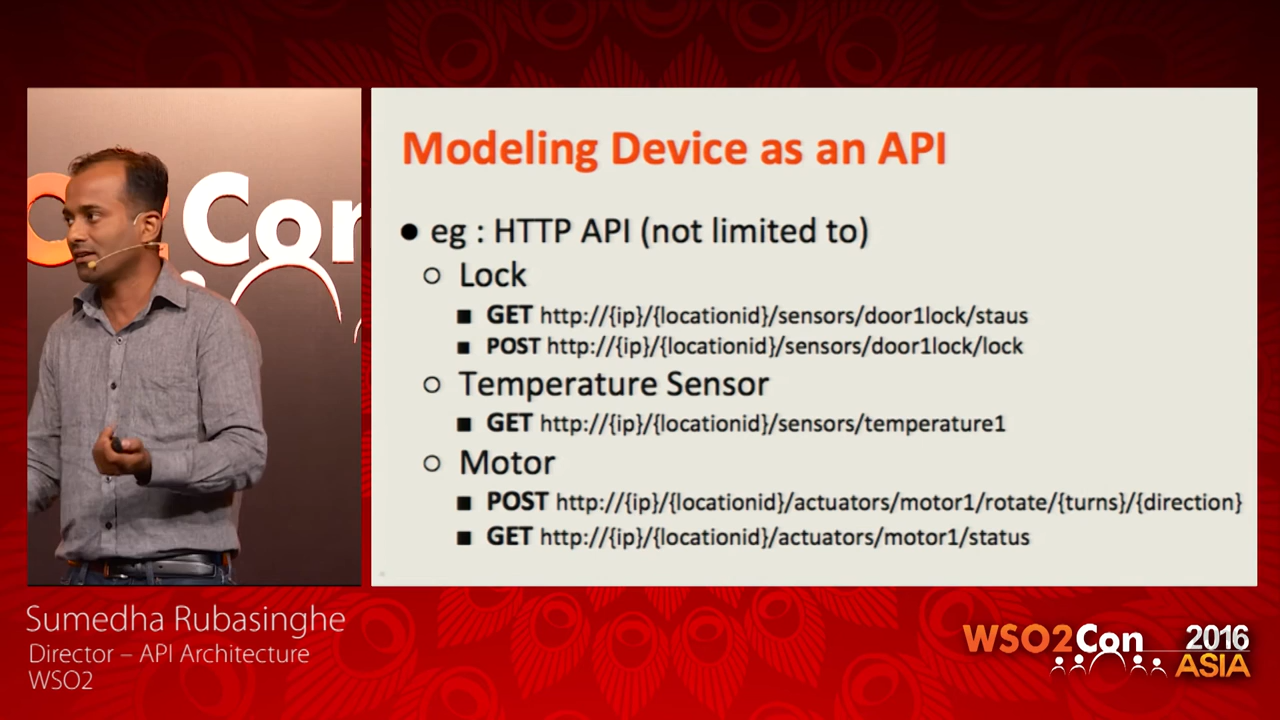 O2Con
Modeling Device as an API
● eg : HTTP API (not limited to)
○ Lock
■ GET http://{ip}/{locationid}/sensors/door1lock/staus
■ POST http://{ip}/{locationid}/sensors/door1lock/lock
○ Temperature Sensor
■ GET http://{ip}/{locationid}/sensors/temperature1
○ Motor
■ POST http://{ip}/{locationid}/actuators/motor1/rotate/{turns}/{direction}
■ GET http://{ip}/{locationid}/actuators/motor1/status
Sumedha Rubasinghe
Director – API Architecture
WSO2
WSO2Con 2016
ASIA